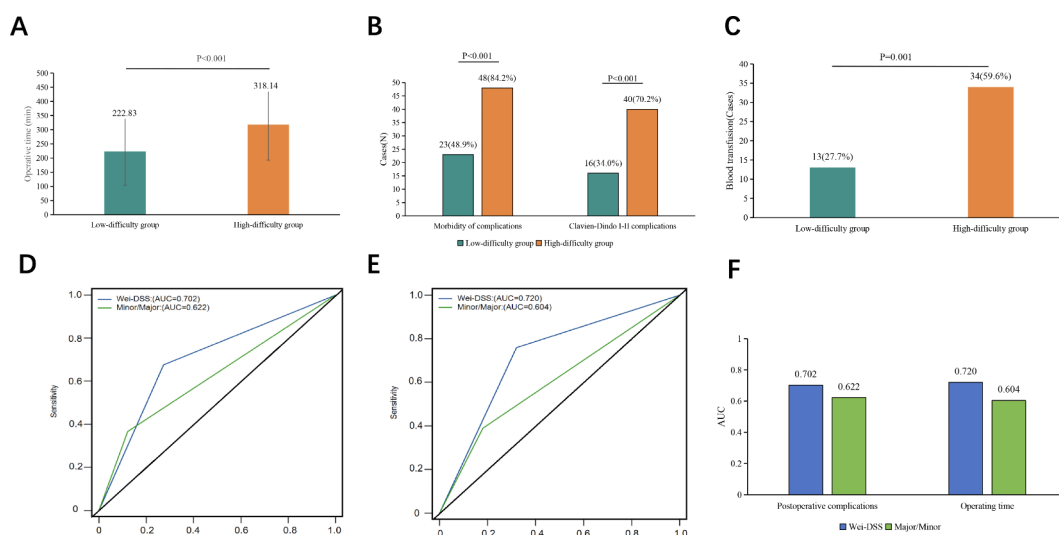 A
P<0.001
500
450
400
350
300
250
200
150
100
50
0
Operative time (min)
222.83
318.14
Low-difficulty group
High-difficulty group
B
P<0.001
P<0.001
50
45
40
35
30
25
20
15
10
5
0
Cases(N)
23(48.9%)
48(84.2%)
16(34.0%)
40(70.2%)
Morbidity of complications
Clavien-Dindo I-II complications
Low-difficulty group
High-difficulty group
C
P=0.001
40
35
30
25
20
15
10
5
0
Blood transfusion(Cases)
13(27.7%)
34(59.6%)
Low-difficulty group
High-difficulty group
D
Wei-DSS:(AUC=0.702)
Minor/Major:(AUC=0.622)
1.0
0.8
0.6
0.4
0.2
0
Sensitivity
0
0.2
0.4
0.6
0.8
1.0
E
Wei-DSS:(AUC=0.720)
Minor/Major:(AUC=0.604)
1.0
0.8
0.6
0.4
0.2
0
Sensitivity
0
0.2
0.4
0.6
0.8
1.0
F
1
0.8
0.6
0.4
0.2
0
AUC
0.702
0.622
0.720
0.604
Postoperative complications
Operating time
Wei-DSS
Major/Minor